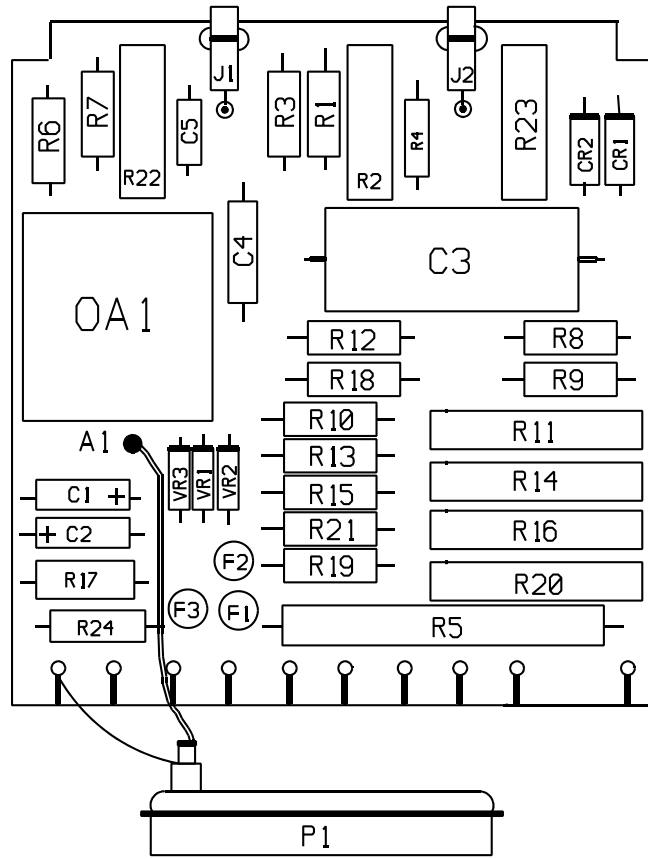 J1
J2
R6
R7
R22
C5
R3
R1
R2
R4
R23
CR2
CR1
C4
C3
OA1
R12
R8
R18
R9
R10
R11
A1
R13
VR3
VR1
VR2
R14
C1 +
R15
+ C2
R21
R16
F2
R19
R17
R20
F3
F1
R24
R5
P1